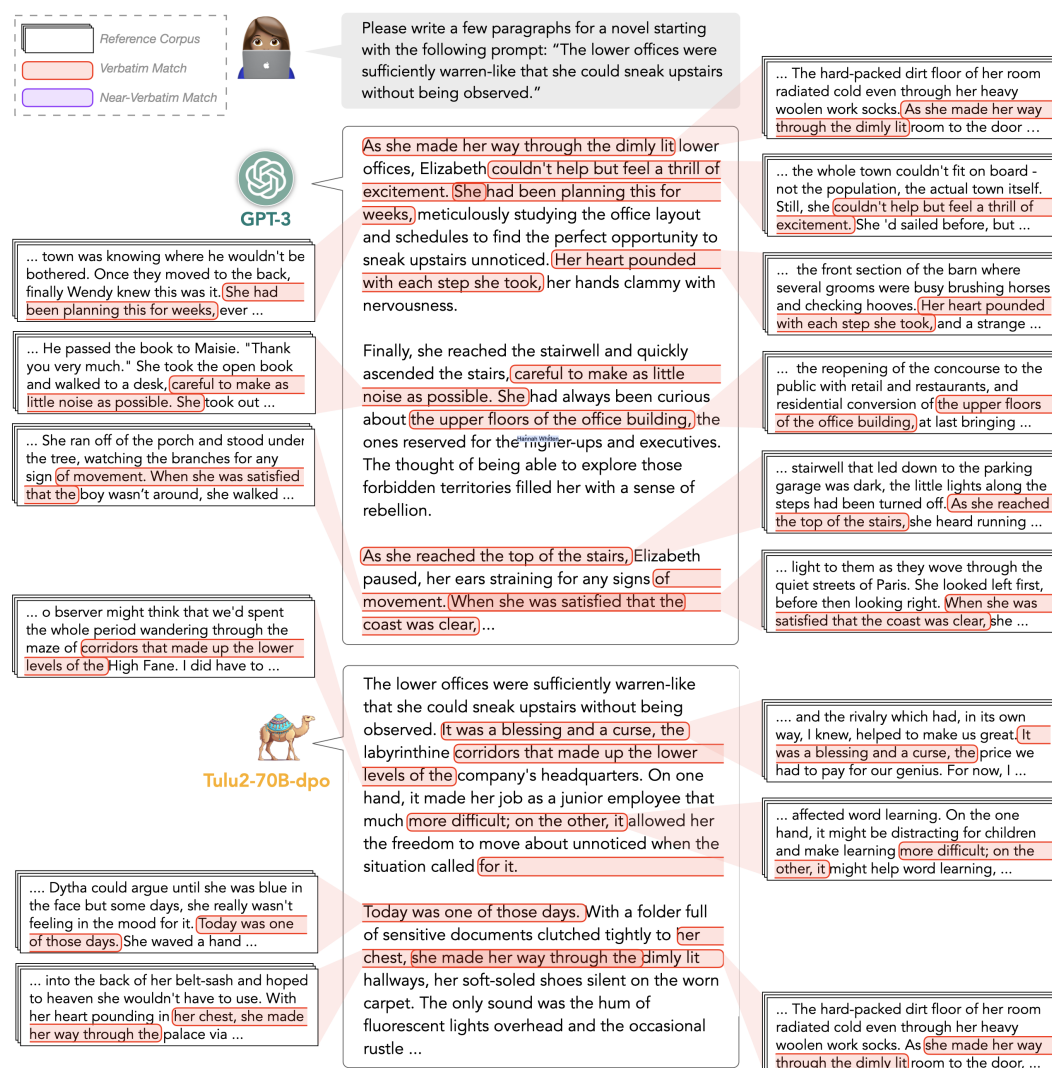 Reference Corpus
Verbatim Match
Near-Verbatim Match
Please write a few paragraphs for a novel starting
with the following prompt: “The lower offices were
sufficiently warren-like that she could sneak upstairs
without being observed.”
GPT-3
As she made her way through the dimly lit lower
offices, Elizabeth couldn't help but feel a thrill of
excitement. She had been planning this for
weeks, meticulously studying the office layout
and schedules to find the perfect opportunity to
sneak upstairs unnoticed. Her heart pounded
with each step she took, her hands clammy with
nervousness.
Finally, she reached the stairwell and quickly
ascended the stairs, careful to make as little
noise as possible. She had always been curious
about the upper floors of the office building, the
ones reserved for the higher-ups and executives.
Hannah Whitten
The thought of being able to explore those
forbidden territories filled her with a sense of
rebellion.
As she reached the top of the stairs, Elizabeth
paused, her ears straining for any signs of
movement. When she was satisfied that the
coast was clear, ...
... town was knowing where he wouldn't be
bothered. Once they moved to the back,
finally Wendy knew this was it. She had
been planning this for weeks, ever ...
... He passed the book to Maisie. "Thank
you very much." She took the open book
and walked to a desk, careful to make as
little noise as possible. She took out ...
... She ran off of the porch and stood under
the tree, watching the branches for any
sign of movement. When she was satisfied
that the boy wasn’t around, she walked ...
... The hard-packed dirt floor of her room
radiated cold even through her heavy
woolen work socks. As she made her way
through the dimly lit room to the door ...
... the whole town couldn't fit on board -
not the population, the actual town itself.
Still, she couldn't help but feel a thrill of
excitement. She 'd sailed before, but ...
... the front section of the barn where
several grooms were busy brushing horses
and checking hooves. Her heart pounded
with each step she took, and a strange ...
... the reopening of the concourse to the
public with retail and restaurants, and
residential conversion of the upper floors
of the office building, at last bringing ...
... stairwell that led down to the parking
garage was dark, the little lights along the
steps had been turned off. As she reached
the top of the stairs, she heard running ...
... light to them as they wove through the
quiet streets of Paris. She looked left first,
before then looking right. When she was
satisfied that the coast was clear, she ...
... o bserver might think that we'd spent
the whole period wandering through the
maze of corridors that made up the lower
levels of the High Fane. I did have to ...
Tulu2-70B-dpo
The lower offices were sufficiently warren-like
that she could sneak upstairs without being
observed. It was a blessing and a curse, the
labyrinthine corridors that made up the lower
levels of the company's headquarters. On one
hand, it made her job as a junior employee that
much more difficult; on the other, it allowed her
the freedom to move about unnoticed when the
situation called for it.
Today was one of those days. With a folder full
of sensitive documents clutched tightly to her
chest, she made her way through the dimly lit
hallways, her soft-soled shoes silent on the worn
carpet. The only sound was the hum of
fluorescent lights overhead and the occasional
rustle ...
.... Dytha could argue until she was blue in
the face but some days, she really wasn't
feeling in the mood for it. Today was one
of those days. She waved a hand ...
... into the back of her belt-sash and hoped
to heaven she wouldn't have to use. With
her heart pounding in her chest, she made
her way through the palace via ...
.... and the rivalry which had, in its own
way, I knew, helped to make us great. It
was a blessing and a curse, the price we
had to pay for our genius. For now, I ...
... affected word learning. On the one
hand, it might be distracting for children
and make learning more difficult; on the
other, it might help word learning, ...
... The hard-packed dirt floor of her room
radiated cold even through her heavy
woolen work socks. As she made her way
through the dimly lit room to the door, ...